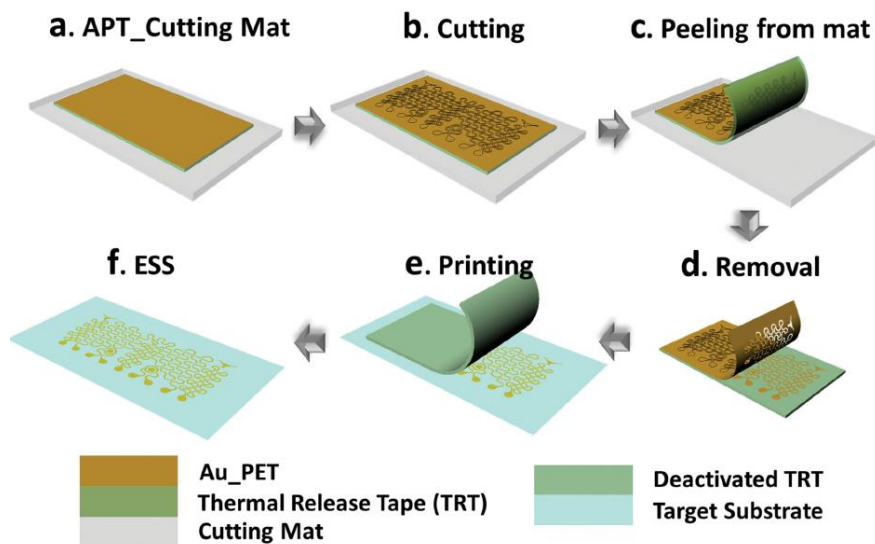 a. APT_Cutting Mat
b. Cutting
c. Peeling from mat
f. ESS
e. Printing
d. Removal
Au_PET
Thermal Release Tape (TRT)
Cutting Mat
Deactivated TRT
Target Substrate